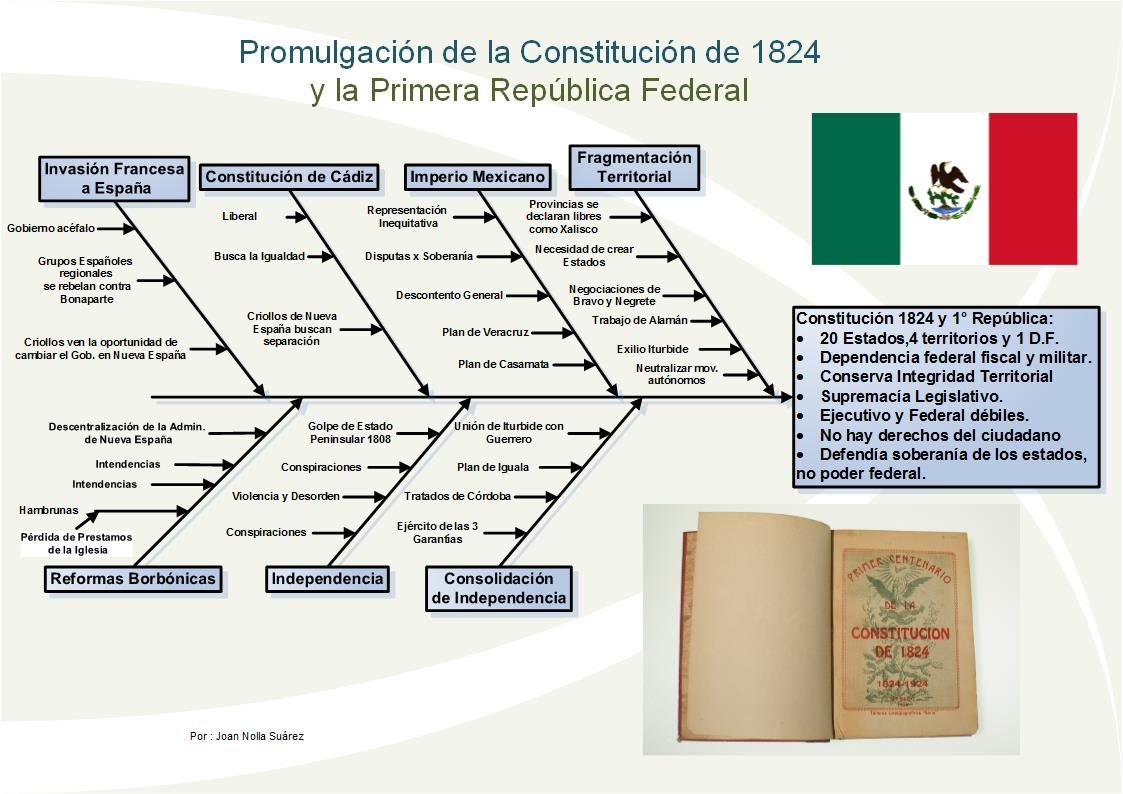 Promulgación de la Constitución de 1824
y la Primera República Federal
Invasión Francesa
a España
Gobierno acéfalo
Grupos Españoles
regionales
se rebelan contra
Bonaparte
Criollos ven la oportunidad de
cambiar el Gob. en Nueva España
Constitución de Cádiz
Liberal
Busca la Igualdad
Criollos de Nueva
España buscan
separación
Imperio Mexicano
Representación
Inequitativa
Disputas x Soberanía
Descontento General
Plan de Veracruz
Plan de Casamata
Fragmentación
Territorial
Provincias se
declaran libres
como Xalisco
Necesidad de crear
Estados
Negociaciones de
Bravo y Negrete
Trabajo de Alamán
Exilio Iturbide
Neutralizar mov.
autónomos
Constitución 1824 y 1° República:
• 20 Estados,4 territorios y 1 D.F.
• Dependencia federal fiscal y militar.
• Conserva Integridad Territorial
• Supremacía Legislativo.
• Ejecutivo y Federal débiles.
• No hay derechos del ciudadano
• Defendía soberanía de los estados,
no poder federal.
Descentralización de la Admin.
de Nueva España
Intendencias
Intendencias
Hambrunas
Pérdida de Prestamos
de la Iglesia
Reformas Borbónicas
Golpe de Estado
Peninsular 1808
Conspiraciones
Violencia y Desorden
Conspiraciones
Independencia
Unión de Iturbide con
Guerrero
Plan de Iguala
Tratados de Córdoba
Ejército de las 3
Garantías
Consolidación
de Independencia
PRIMER CENTENARIO
DE LA
CONSTITUCION
DE 1824
1824-1924
Por : Joan Nolla Suárez